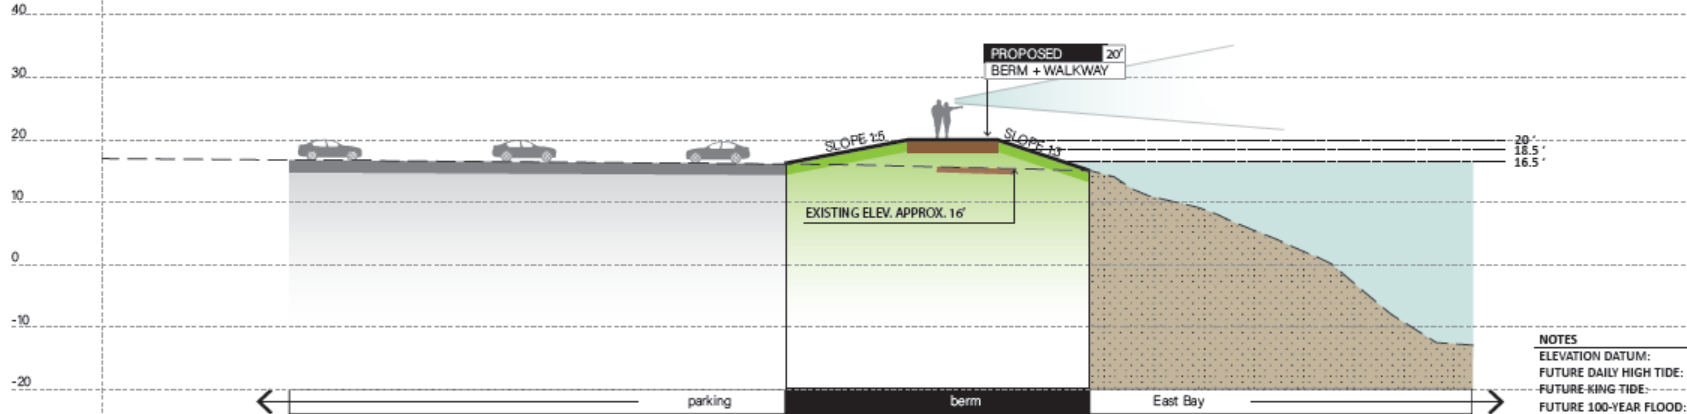 40
30
PROPOSED 20'
BERM + WALKWAY
20
SLOPE 1:5
SLOPE 1:3
20 '
18.5 '
16.5 '
10
EXISTING ELEV. APPROX. 16'
0
-10
NOTES
ELEVATION DATUM:
FUTURE DAILY HIGH TIDE:
FUTURE KING TIDE:
FUTURE 100-YEAR FLOOD:
-20
parking
berm
East Bay